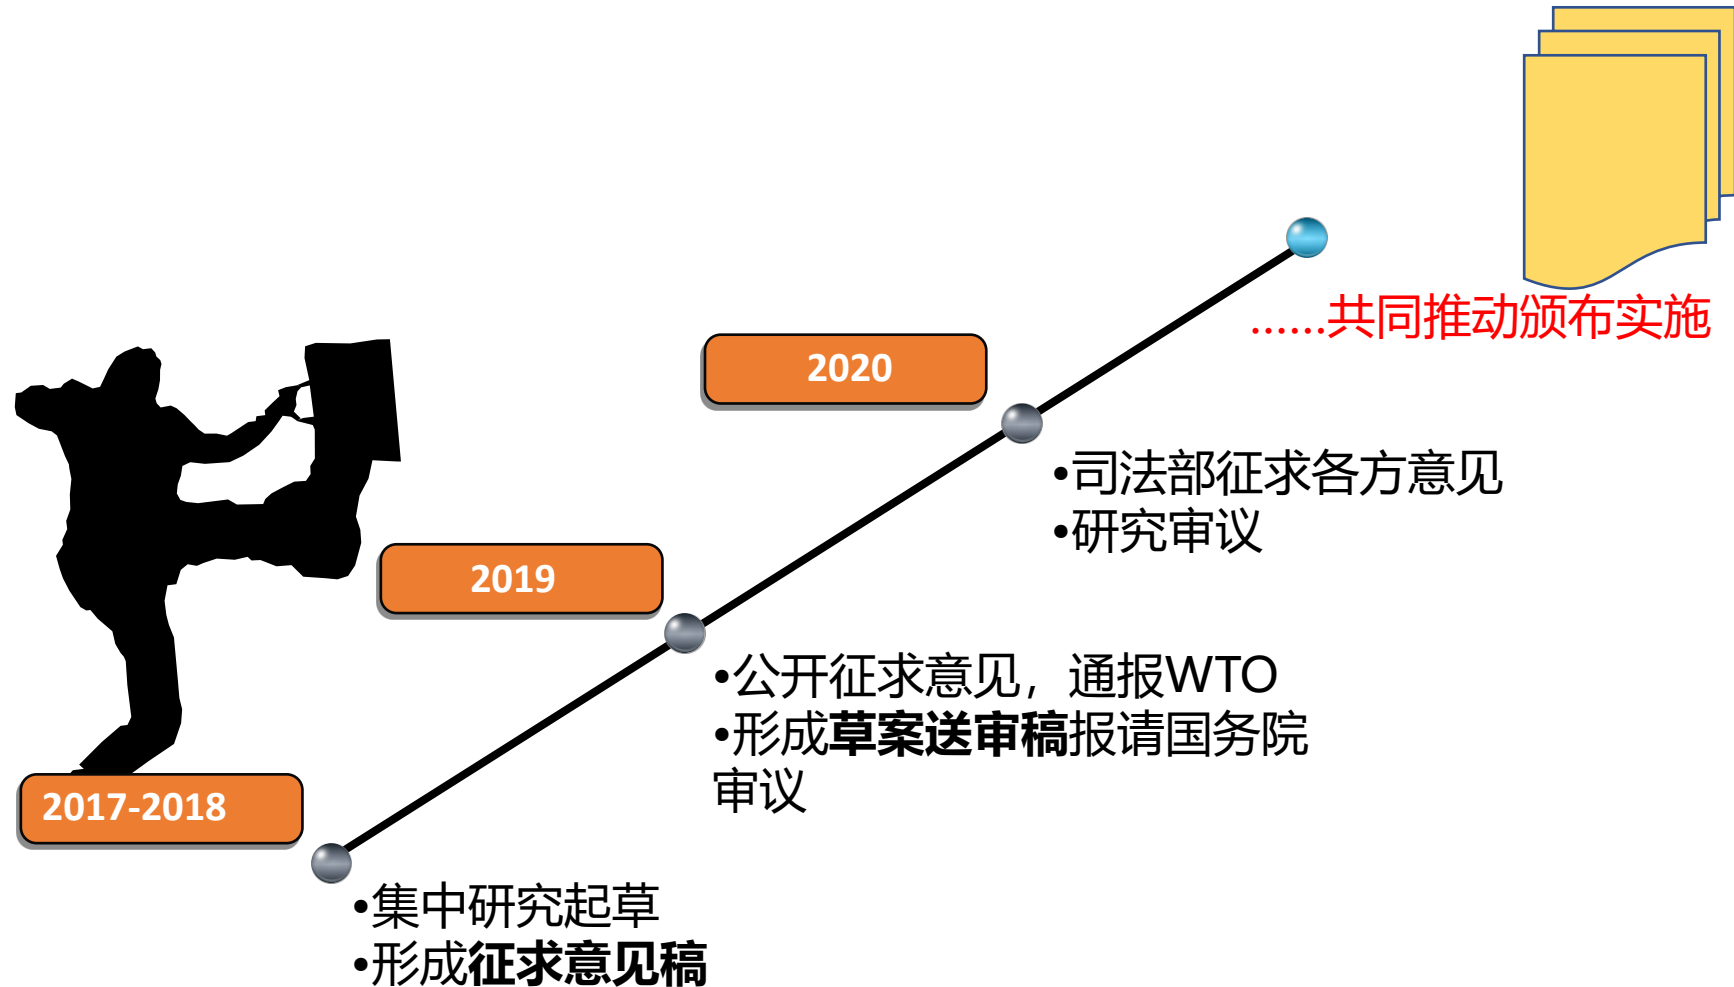 ……共同推动颁布实施
2020
•司法部征求各方意见
•研究审议
2019
•公开征求意见，通报WTO
•形成草案送审稿报请国务院
审议
2017-2018
•集中研究起草
•形成征求意见稿